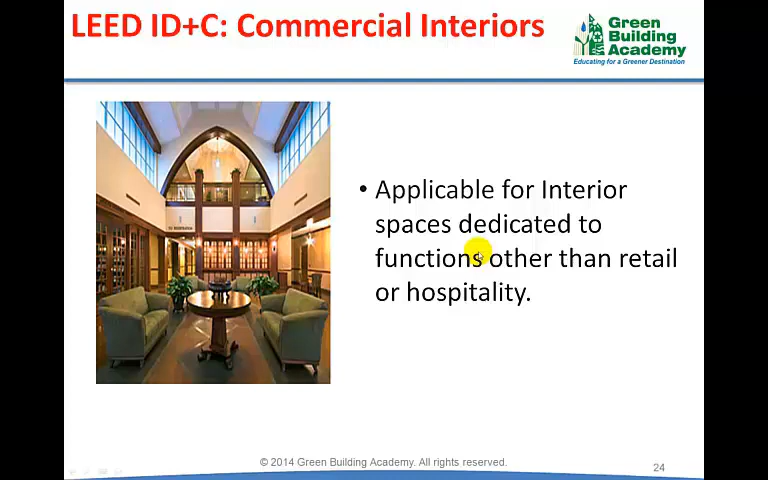 LEED ID+C: Commercial Interiors
Green
Building
Academy
Educating for a Greener Destination
• Applicable for Interior
spaces dedicated to
functions other than retail
or hospitality.
© 2014 Green Building Academy. All rights reserved.
24